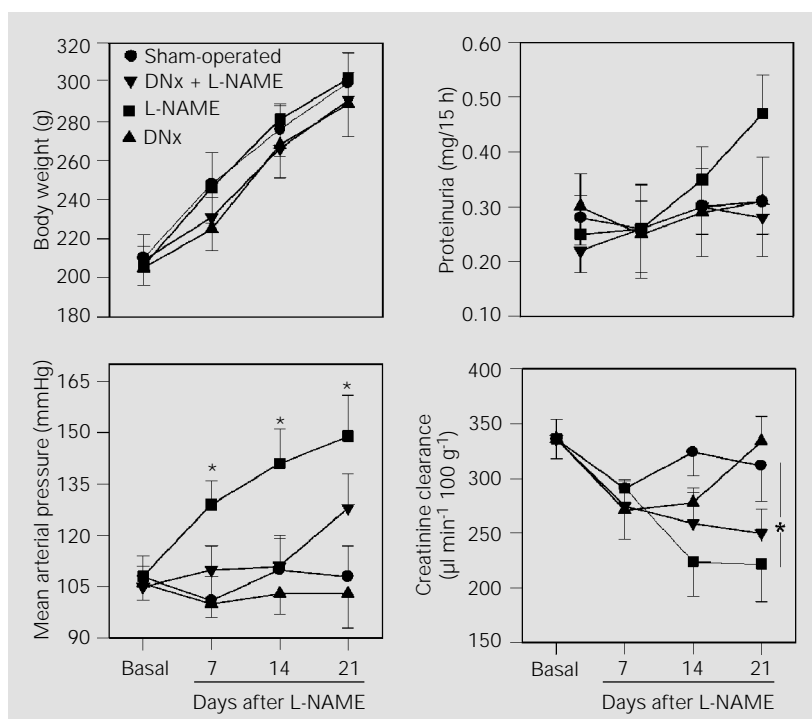 320
300
280
260
240
220
200
180
Body weight (g)
Sham-operated
DNx + L-NAME
L-NAME
DNx
0.60
0.50
0.40
0.30
0.20
0.10
Proteinuria (mg/15 h)
165
150
135
120
105
90
Mean arterial pressure (mmHg)
*
*
*
Basal 7 14 21
Days after L-NAME
400
350
300
250
200
150
Creatinine clearance
(µl min-1 100 g-1)
*
Basal 7 14 21
Days after L-NAME